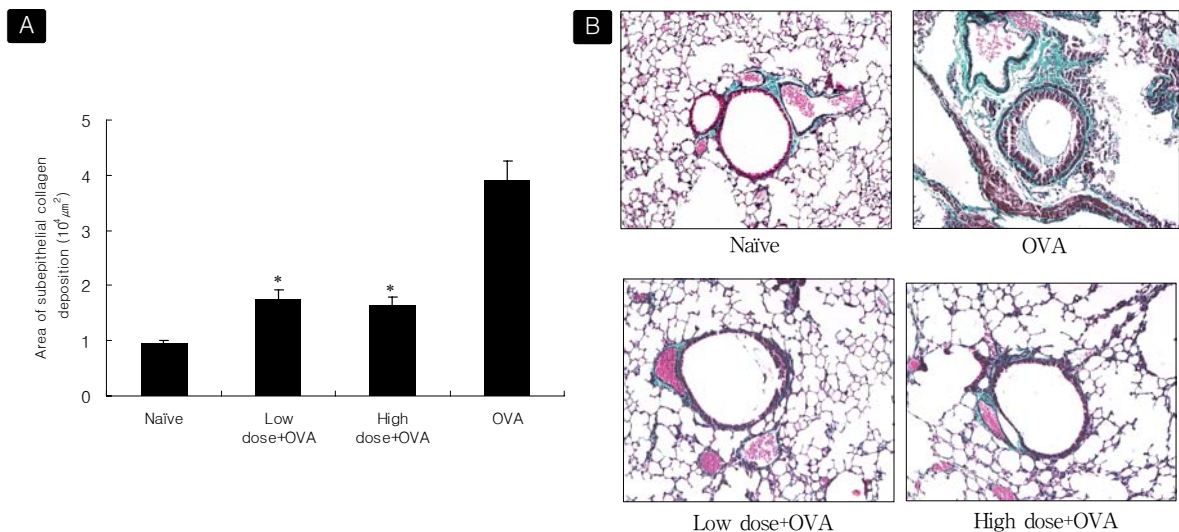 A
Area of subepithelial collagen
deposition (10⁴㎛²)
5
4
3
2
1
0
*
*
Naïve
Low
dose+OVA
High
dose+OVA
OVA
B
Naïve
OVA
Low dose+OVA
High dose+OVA